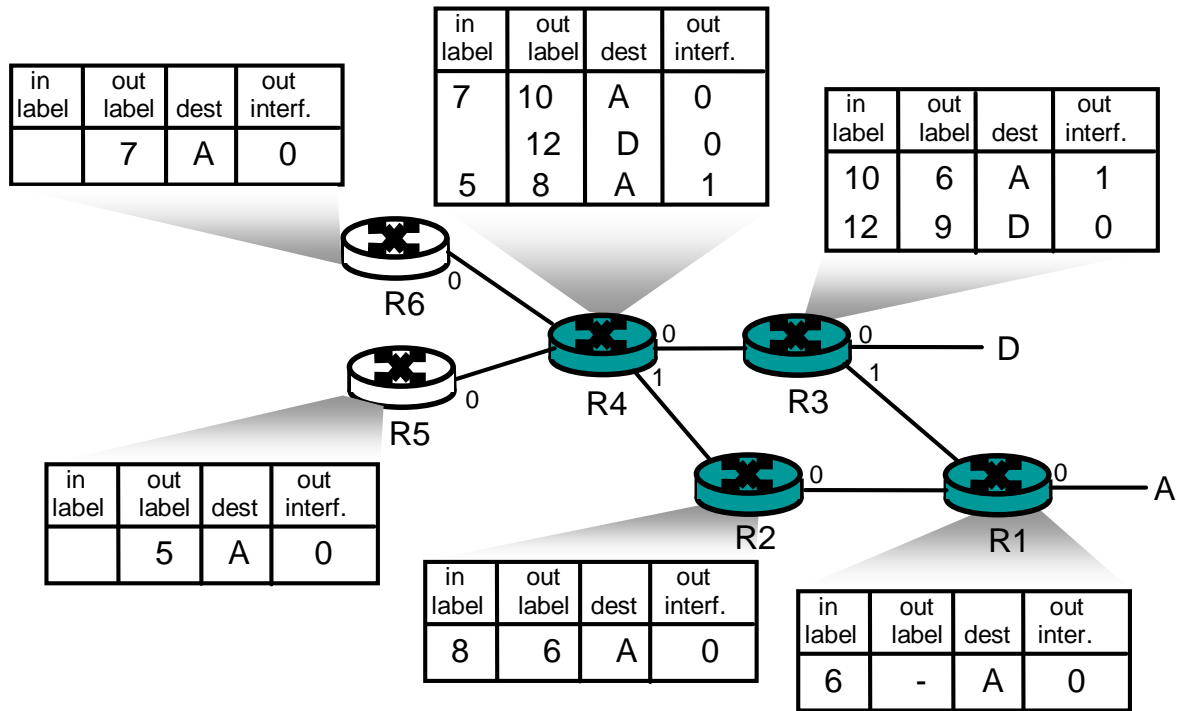 in label | out label | dest | out interf.
7 | A | 0
in label | out label | dest | out interf.
7 | 10 | A | 0
12 | D | 0
5 | 8 | A | 1
in label | out label | dest | out interf.
10 | 6 | A | 1
12 | 9 | D | 0
0
R6
0
R5
0
1
R4
0
1
R3
D
0
R2
0
R1
A
in label | out label | dest | out interf.
5 | A | 0
in label | out label | dest | out interf.
8 | 6 | A | 0
in label | out label | dest | out inter.
6 | - | A | 0